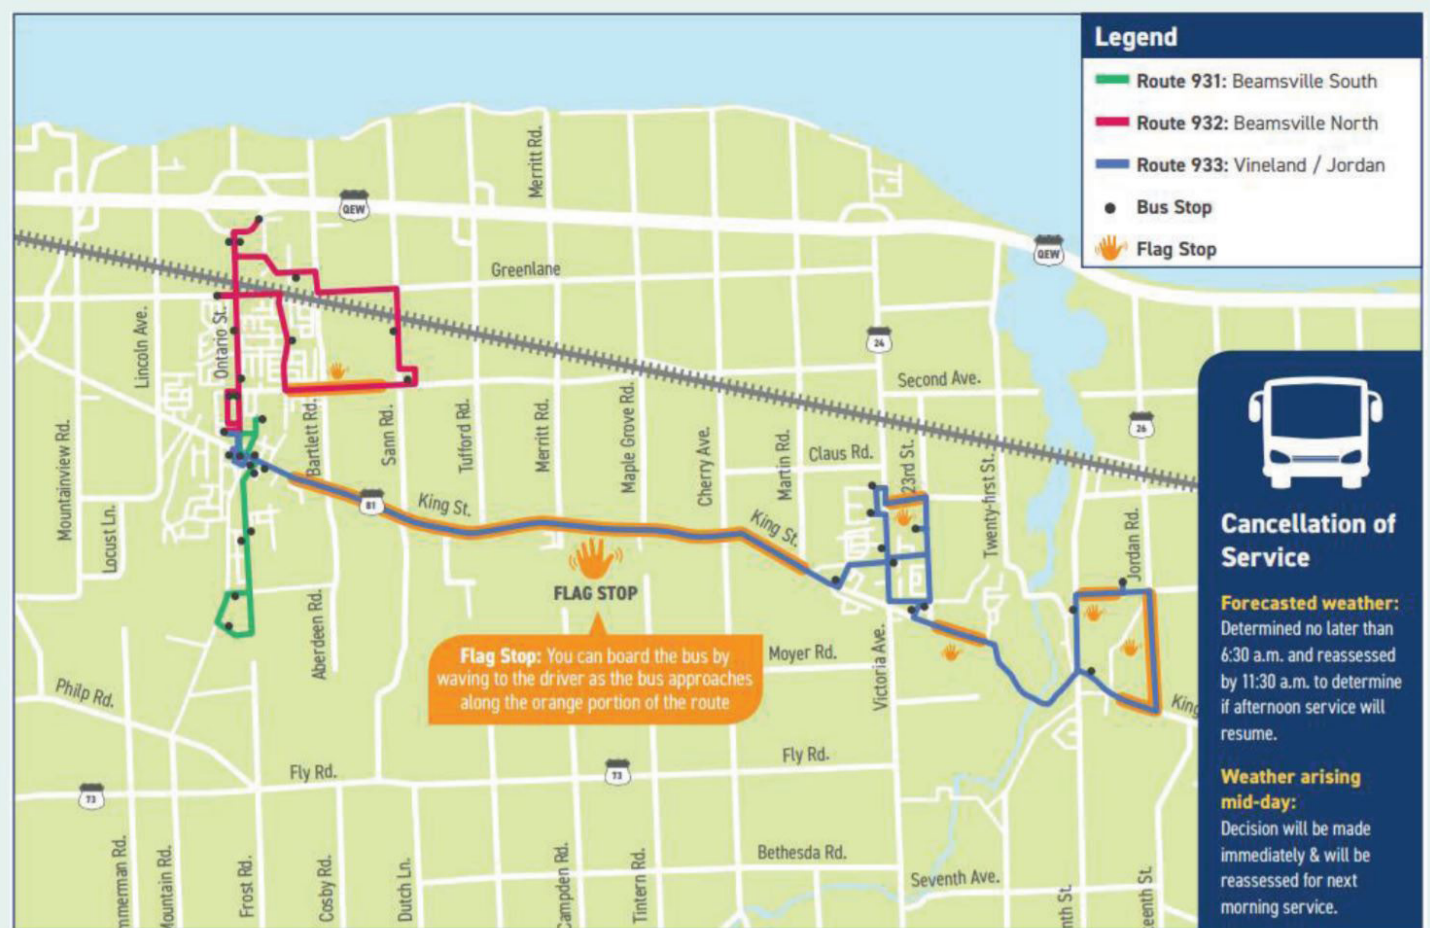 Legend
Route 931: Beamsville South
Route 932: Beamsville North
Route 933: Vineland / Jordan
Bus Stop
Flag Stop
Merritt Rd.
QEW
QEW
Greenlane
Lincoln Ave.
Ontario St.
24
Second Ave.
26
Mountainview Rd.
Locust Ln.
Bartlett Rd.
Sann Rd.
Tufford Rd.
Merritt Rd.
Maple Grove Rd.
Cherry Ave.
Martin Rd.
Claus Rd.
23rd St.
Twenty-first St.
Jordan Rd.
81
King St.
King St.
FLAG STOP
Flag Stop: You can board the bus by
waving to the driver as the bus approaches
along the orange portion of the route
Aberdeen Rd.
Moyer Rd.
Victoria Ave.
King
Philp Rd.
Fly Rd.
Fly Rd.
73
73
mmerman Rd.
Mountain Rd.
Frost Rd.
Cosby Rd.
Dutch Ln.
Campden Rd.
Tintern Rd.
Bethesda Rd.
Seventh Ave.
nth St.
eenth St.
Cancellation of
Service
Forecasted weather:
Determined no later than
6:30 a.m. and reassessed
by 11:30 a.m. to determine
if afternoon service will
resume.
Weather arising
mid-day:
Decision will be made
immediately & will be
reassessed for next
morning service.